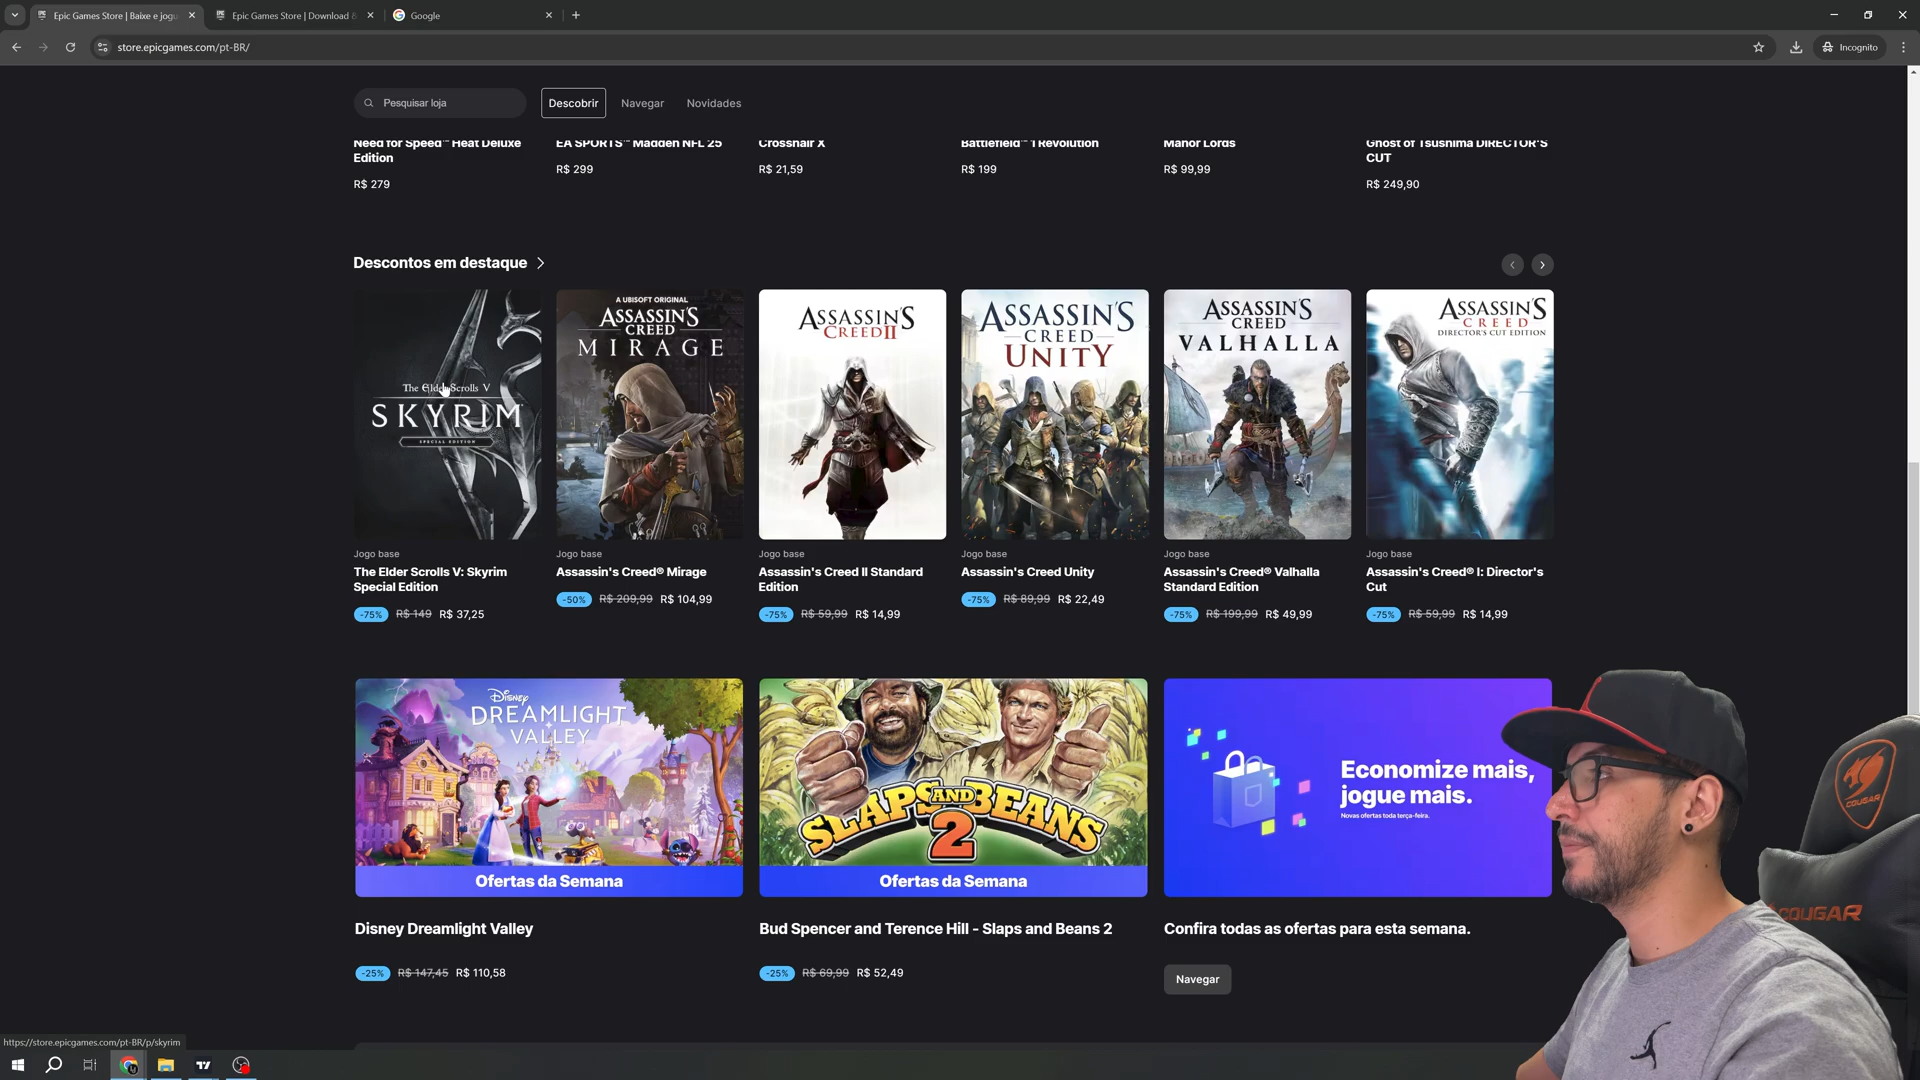 Epic Games Store | Baixe e jogu
Epic Games Store | Download &
Google
store.epicgames.com/pt-BR/
Incognito
Pesquisar loja
Descobrir
Navegar
Novidades
Need for Speed™ Heat Deluxe
Edition
R$ 279
EA SPORTS™ Madden NFL 25
R$ 299
Crosshair X
R$ 21,59
Battlefield™ 1 Revolution
R$ 199
Manor Lords
R$ 99,99
Ghost of Tsushima DIRECTOR'S
CUT
R$ 249,90
Descontos em destaque
The Elder Scrolls V
SKYRIM
SPECIAL EDITION
A UBISOFT ORIGINAL
ASSASSIN'S
CREED
MIRAGE
ASSASSIN'S
CREED II
ASSASSIN'S
CREED
UNITY
ASSASSIN'S
CREED
VALHALLA
ASSASSIN'S
CREED
DIRECTOR'S CUT EDITION
Jogo base
The Elder Scrolls V: Skyrim
Special Edition
-75% R$ 149 R$ 37,25
Jogo base
Assassin's Creed® Mirage
-50% R$ 209,99 R$ 104,99
Jogo base
Assassin's Creed II Standard
Edition
-75% R$ 59,99 R$ 14,99
Jogo base
Assassin's Creed Unity
-75% R$ 89,99 R$ 22,49
Jogo base
Assassin's Creed® Valhalla
Standard Edition
-75% R$ 199,99 R$ 49,99
Jogo base
Assassin's Creed® I: Director's
Cut
-75% R$ 59,99 R$ 14,99
Disney
DREAMLIGHT
VALLEY
Ofertas da Semana
SLAPS AND BEANS
2
Ofertas da Semana
Economize mais,
jogue mais.
Novas ofertas toda terça-feira.
Disney Dreamlight Valley
-25% R$ 147,45 R$ 110,58
Bud Spencer and Terence Hill - Slaps and Beans 2
-25% R$ 69,99 R$ 52,49
Confira todas as ofertas para esta semana.
Navegar
COUGAR
COUGAR
https://store.epicgames.com/pt-BR/p/skyrim